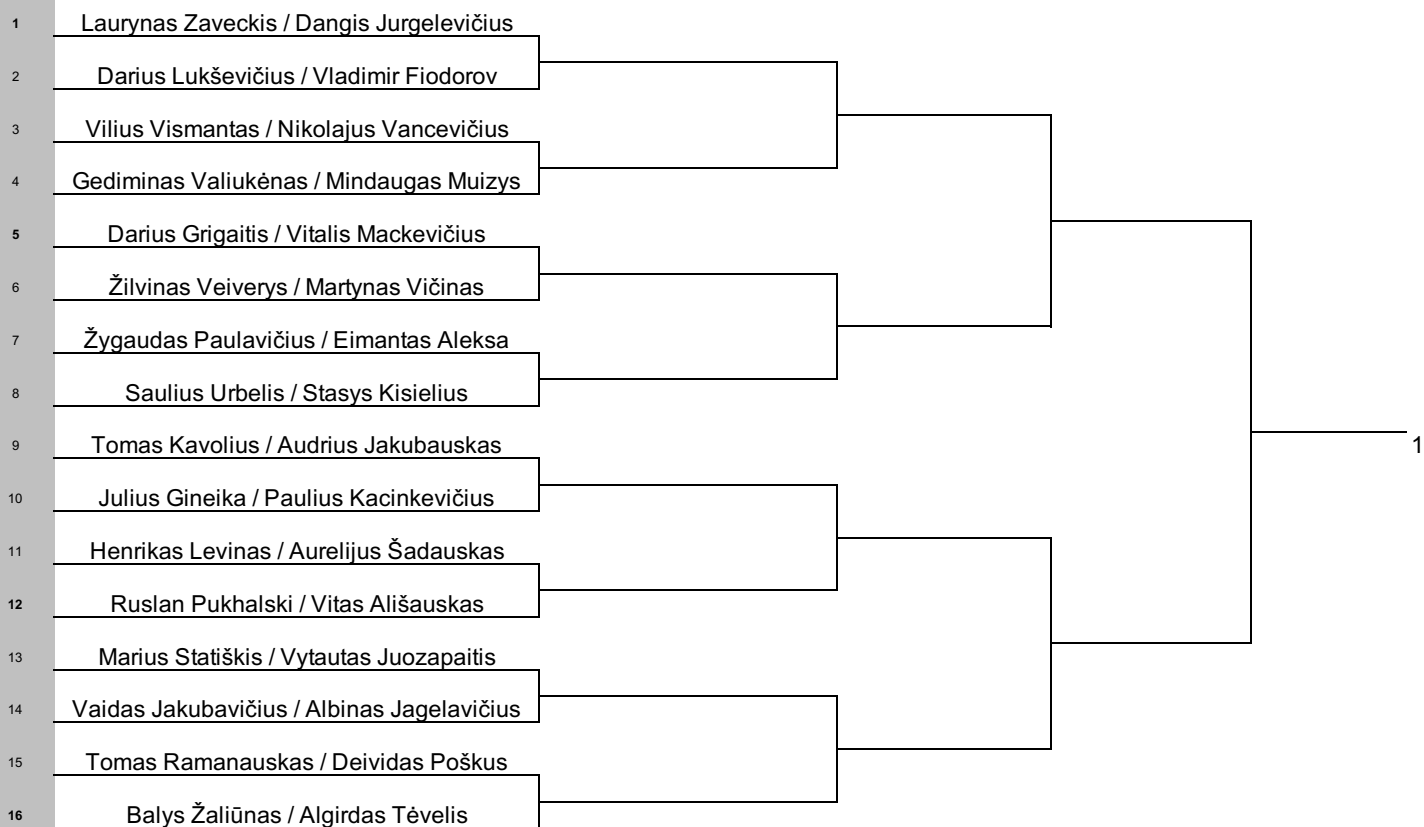 1 Laurynas Zaveckis / Dangis Jurgelevičius
2 Darius Lukševičius / Vladimir Fiodorov
3 Vilius Vismantas / Nikolajus Vancevičius
4 Gediminas Valiukėnas / Mindaugas Muizys
5 Darius Grigaitis / Vitalis Mackevičius
6 Žilvinas Veiverys / Martynas Vičinas
7 Žygaudas Paulavičius / Eimantas Aleksa
8 Saulius Urbelis / Stasys Kisielius
9 Tomas Kavolius / Audrius Jakubauskas
1
10 Julius Gineika / Paulius Kacinkevičius
11 Henrikas Levinas / Aurelijus Šadauskas
12 Ruslan Pukhalski / Vitas Ališauskas
13 Marius Statiškis / Vytautas Juozapaitis
14 Vaidas Jakubavičius / Albinas Jagelavičius
15 Tomas Ramanauskas / Deividas Poškus
16 Balys Žaliūnas / Algirdas Tėvelis